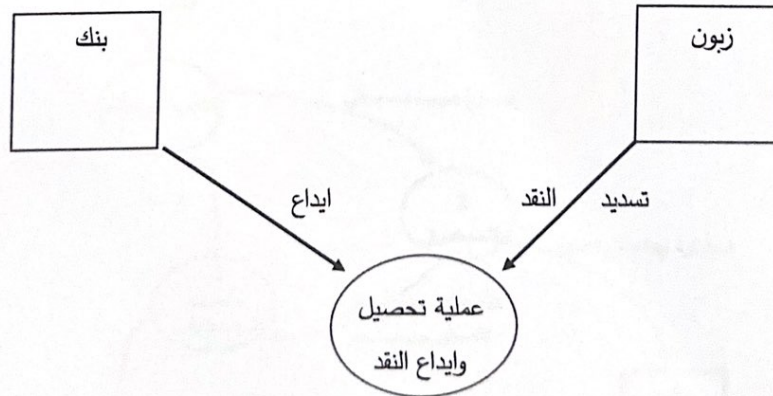 زبون
بنك
تسديد النقد
ايداع
عملية تحصيل
وايداع النقد